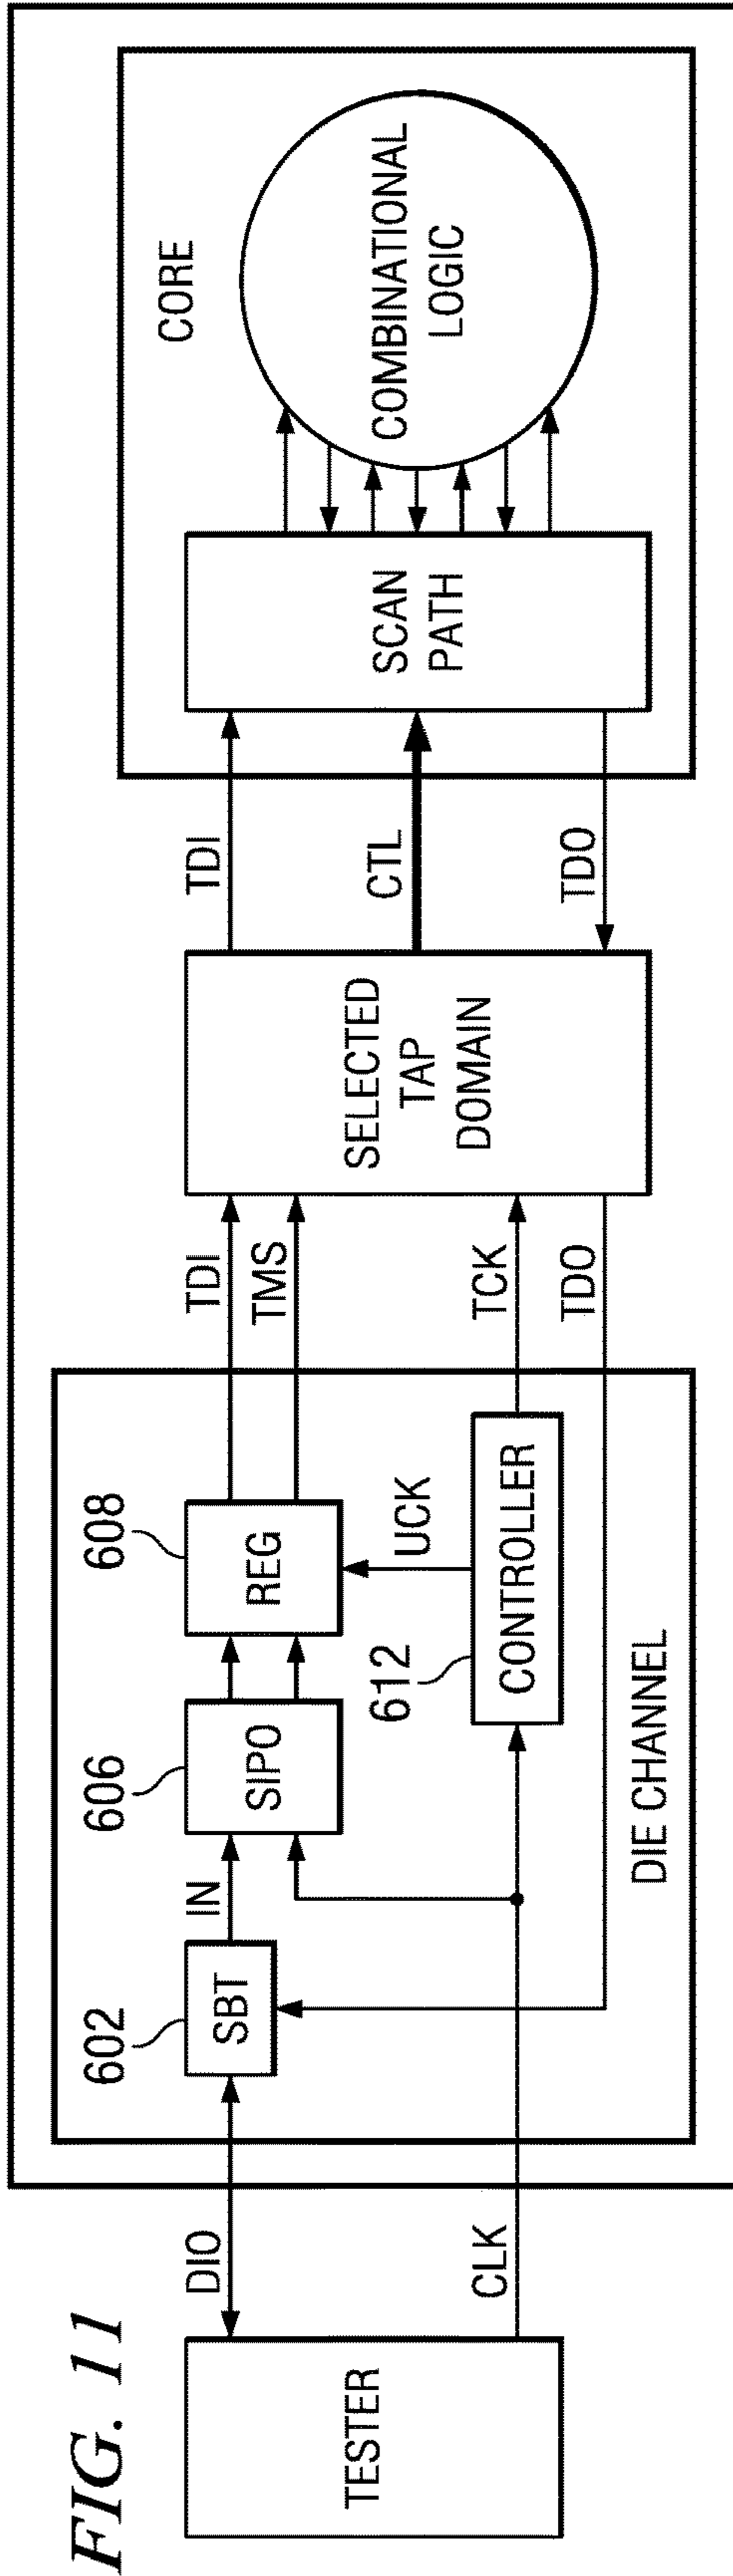 FIG. 11
TESTER
DIO
CLK
602
SBT
IN
606
SIPO
608
REG
UCK
612
CONTROLLER
DIE CHANNEL
TDI
TMS
TCK
TDO
SELECTED
TAP
DOMAIN
TDI
CTL
TDO
CORE
SCAN
PATH
COMBINATIONAL
LOGIC